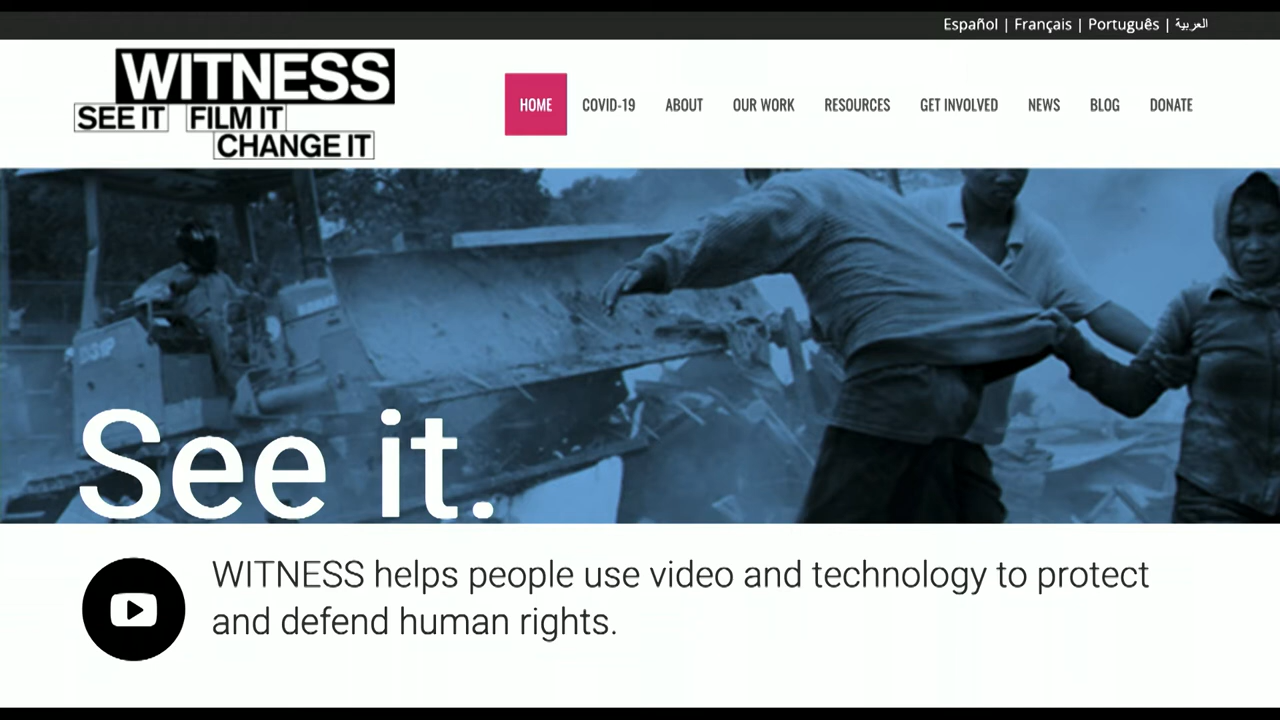 Español | Français | Português | العربية
WITNESS
SEE IT FILM IT
CHANGE IT
HOME COVID-19 ABOUT OUR WORK RESOURCES GET INVOLVED NEWS BLOG DONATE
See it.
WITNESS helps people use video and technology to protect
and defend human rights.